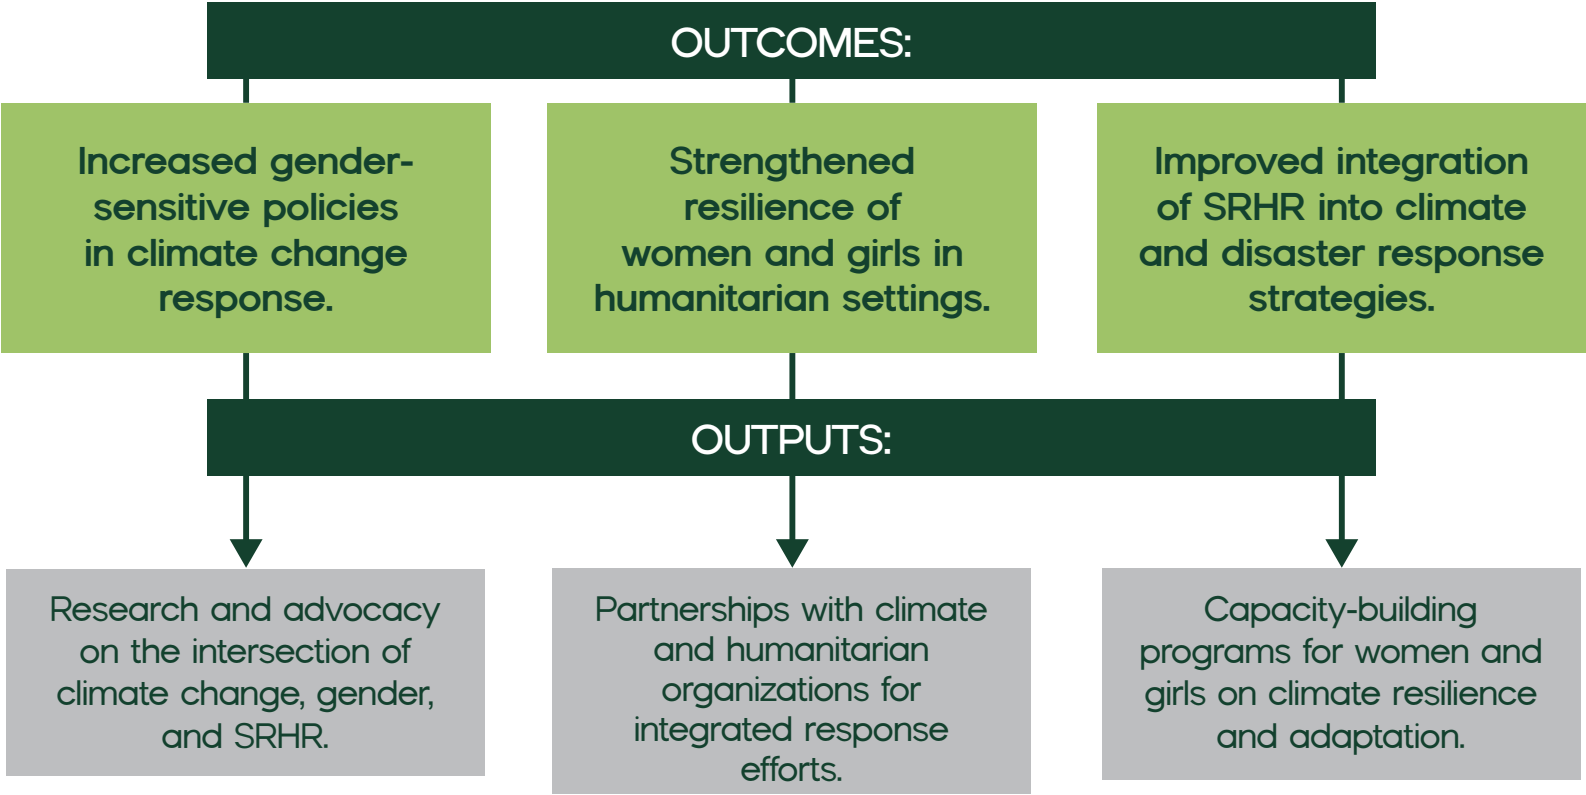 OUTCOMES:
Increased gender-
sensitive policies
in climate change
response.
Strengthened
resilience of
women and girls in
humanitarian settings.
Improved integration
of SRHR into climate
and disaster response
strategies.
OUTPUTS:
Research and advocacy
on the intersection of
climate change, gender,
and SRHR.
Partnerships with climate
and humanitarian
organizations for
integrated response
efforts.
Capacity-building
programs for women and
girls on climate resilience
and adaptation.